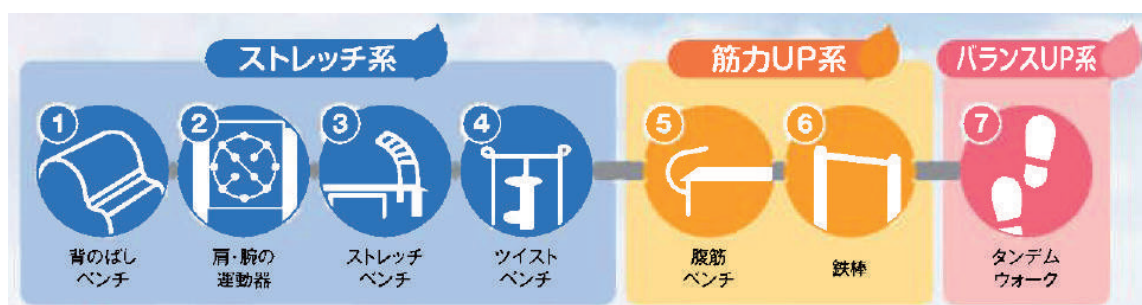 ストレッチ系
筋力UP系
バランスUP系
1
2
3
4
5
6
7
背のばし
ベンチ
肩・腕の
運動器
ストレッチ
ベンチ
ツイスト
ベンチ
腹筋
ベンチ
鉄棒
タンデム
ウォーク